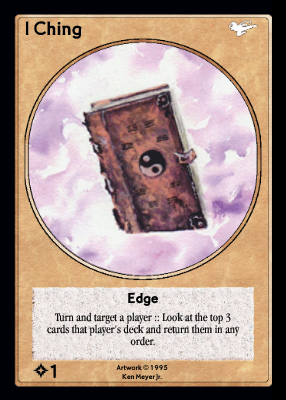 I Ching
Edge
Turn and target a player :: Look at the top 3
cards that player's deck and return them in any
order.
1
Artwork © 1995
Ken Meyer Jr.